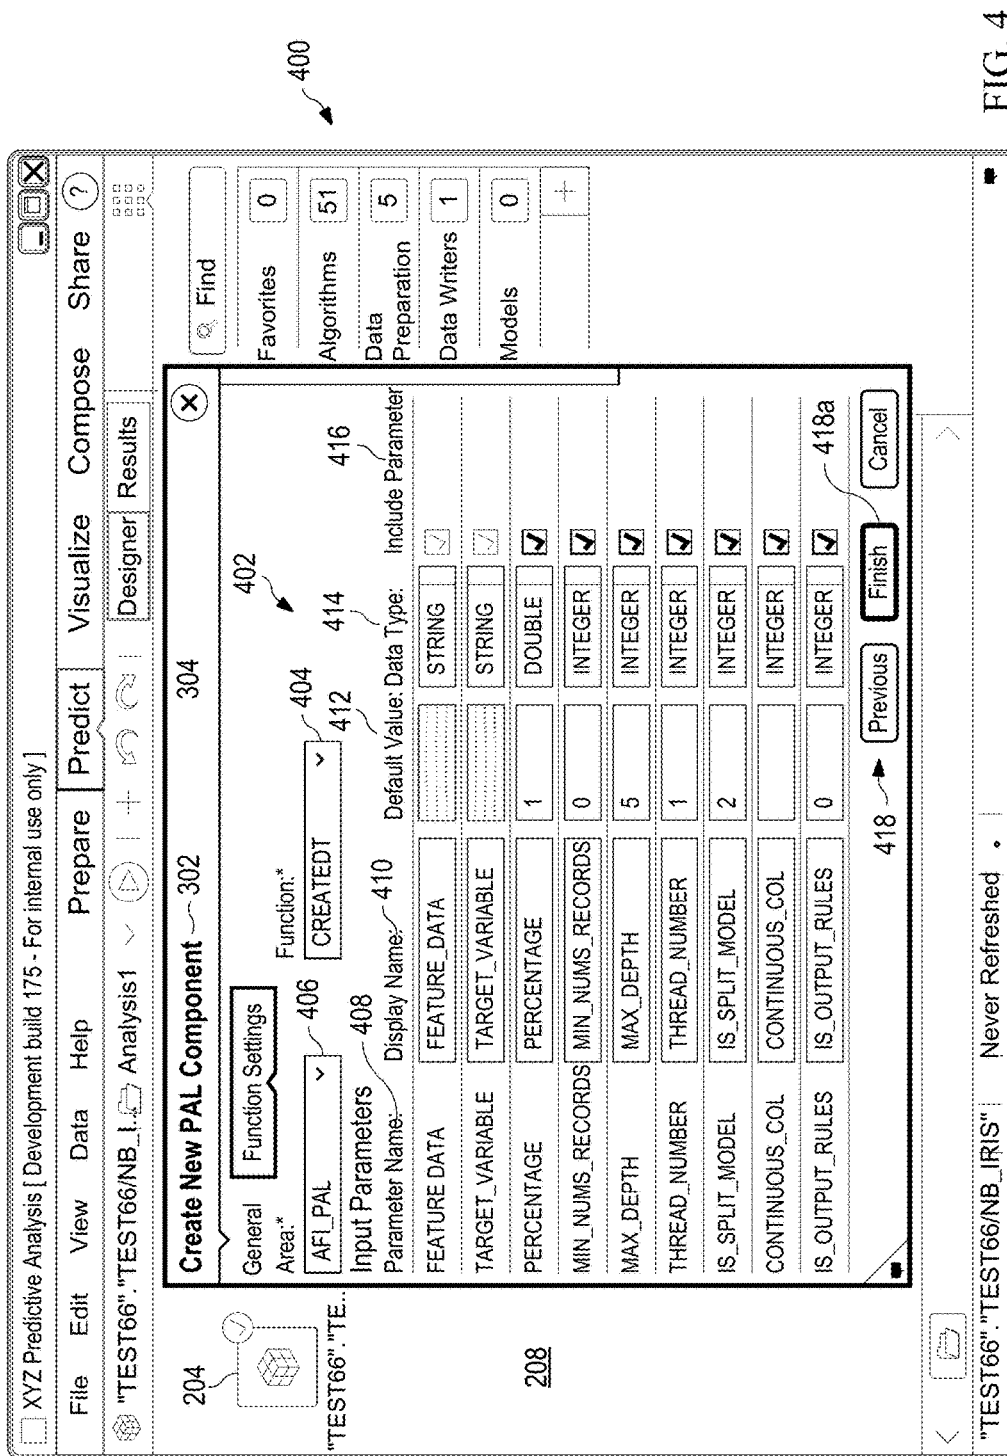 XYZ Predictive Analysis [ Development build 175 - For internal use only ]
File Edit View Data Help Prepare Predict Visualize Compose Share ?
"TEST66"."TEST66/NB_I.. Analysis1 Designer Results
204
"TEST66"."TE..
208
Create New PAL Component 302 304
General Function Settings
Area:* Function:*
AFI_PAL 406 CREATEDT 404 402
Input Parameters 408 410 412 414 416
Parameter Name: Display Name: Default Value: Data Type: Include Parameter
FEATURE DATA FEATURE_DATA STRING
TARGET_VARIABLE TARGET_VARIABLE STRING
PERCENTAGE PERCENTAGE 1 DOUBLE
MIN_NUMS_RECORDS MIN_NUMS_RECORDS 0 INTEGER
MAX_DEPTH MAX_DEPTH 5 INTEGER
THREAD_NUMBER THREAD_NUMBER 1 INTEGER
IS_SPLIT_MODEL IS_SPLIT_MODEL 2 INTEGER
CONTINUOUS_COL CONTINUOUS_COL INTEGER
IS_OUTPUT_RULES IS_OUTPUT_RULES 0 INTEGER
418 Previous Finish Cancel 418a
Find
Favorites 0
Algorithms 51
Data
Preparation 5
Data Writers 1
Models 0
400
"TEST66"."TEST66/NB_IRIS" Never Refreshed
FIG. 4